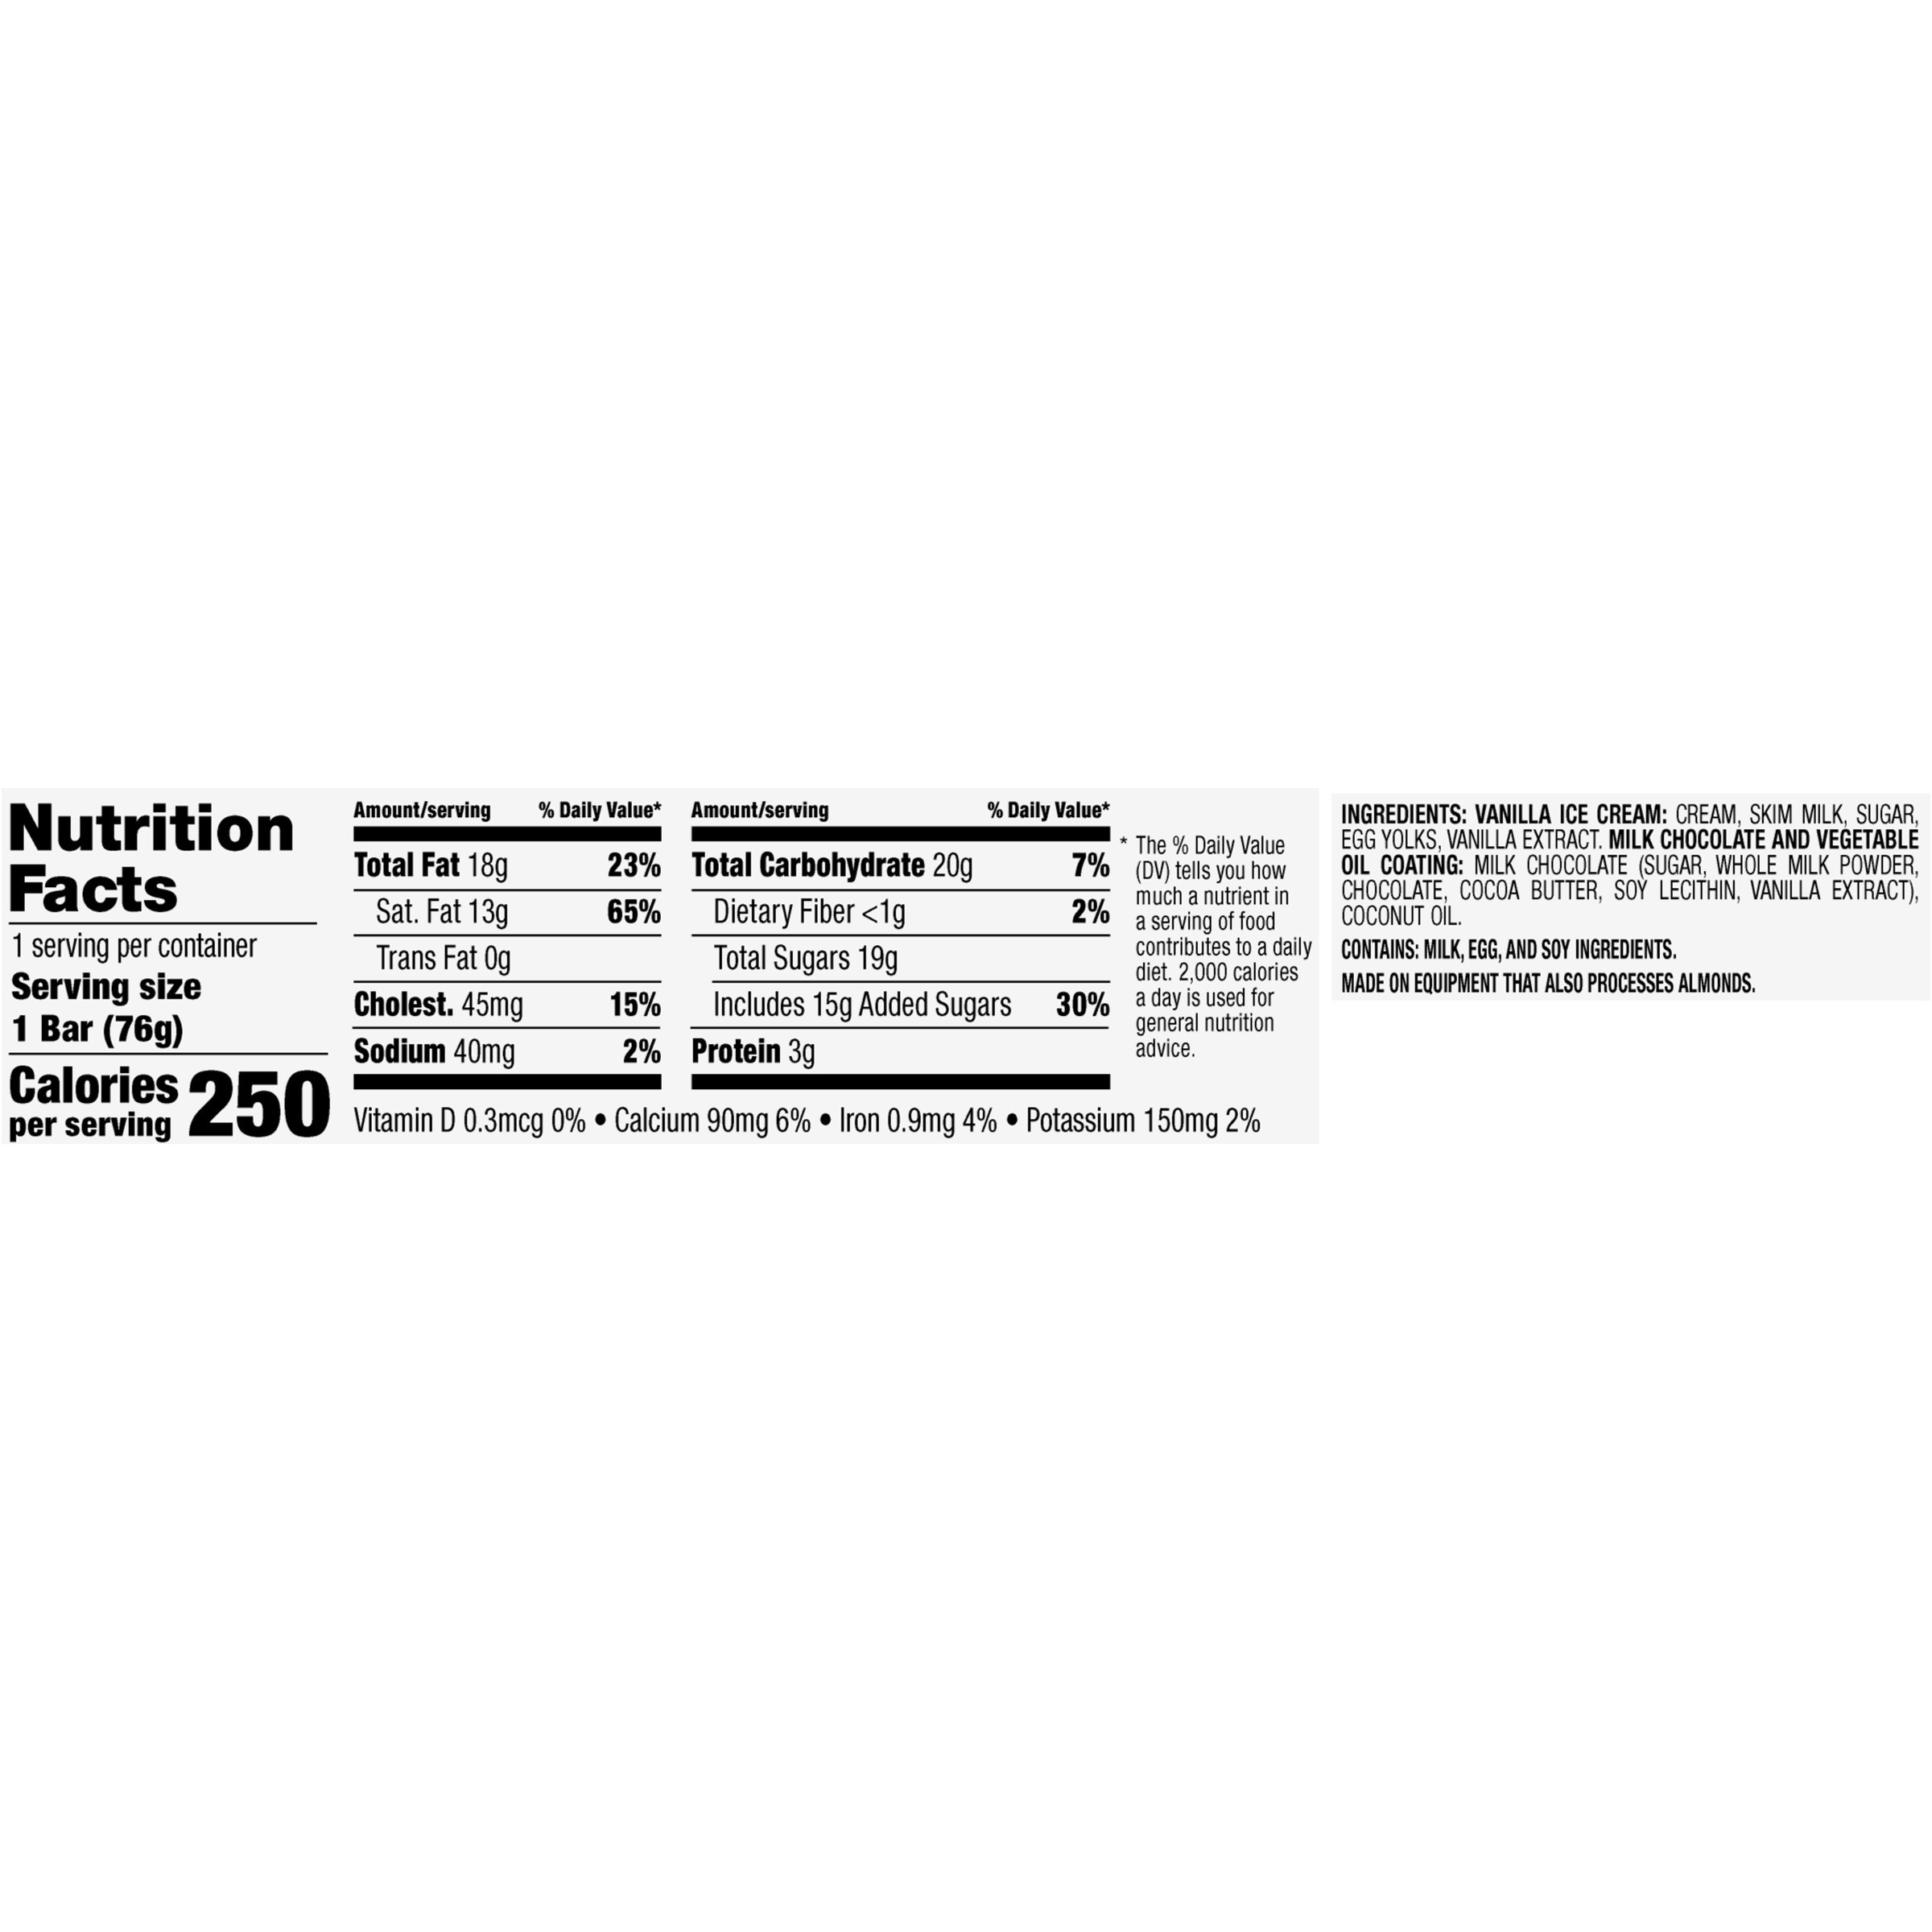 Nutrition
Facts
1 serving per container
Serving size
1 Bar (76g)
Calories
per serving
250
Amount/serving % Daily Value*
Total Fat 18g 23%
Sat. Fat 13g 65%
Trans Fat 0g
Cholest. 45mg 15%
Sodium 40mg 2%
Amount/serving % Daily Value*
Total Carbohydrate 20g 7%
Dietary Fiber <1g 2%
Total Sugars 19g
Includes 15g Added Sugars 30%
Protein 3g
* The % Daily Value
(DV) tells you how
much a nutrient in
a serving of food
contributes to a daily
diet. 2,000 calories
a day is used for
general nutrition
advice.
Vitamin D 0.3mcg 0% • Calcium 90mg 6% • Iron 0.9mg 4% • Potassium 150mg 2%
INGREDIENTS: VANILLA ICE CREAM: CREAM, SKIM MILK, SUGAR,
EGG YOLKS, VANILLA EXTRACT. MILK CHOCOLATE AND VEGETABLE
OIL COATING: MILK CHOCOLATE (SUGAR, WHOLE MILK POWDER,
CHOCOLATE, COCOA BUTTER, SOY LECITHIN, VANILLA EXTRACT),
COCONUT OIL.
CONTAINS: MILK, EGG, AND SOY INGREDIENTS.
MADE ON EQUIPMENT THAT ALSO PROCESSES ALMONDS.